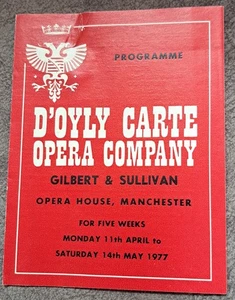 PROGRAMME
D'OYLY CARTE
OPERA COMPANY
GILBERT & SULLIVAN
OPERA HOUSE, MANCHESTER
FOR FIVE WEEKS
MONDAY 11th APRIL to
SATURDAY 14th MAY 1977